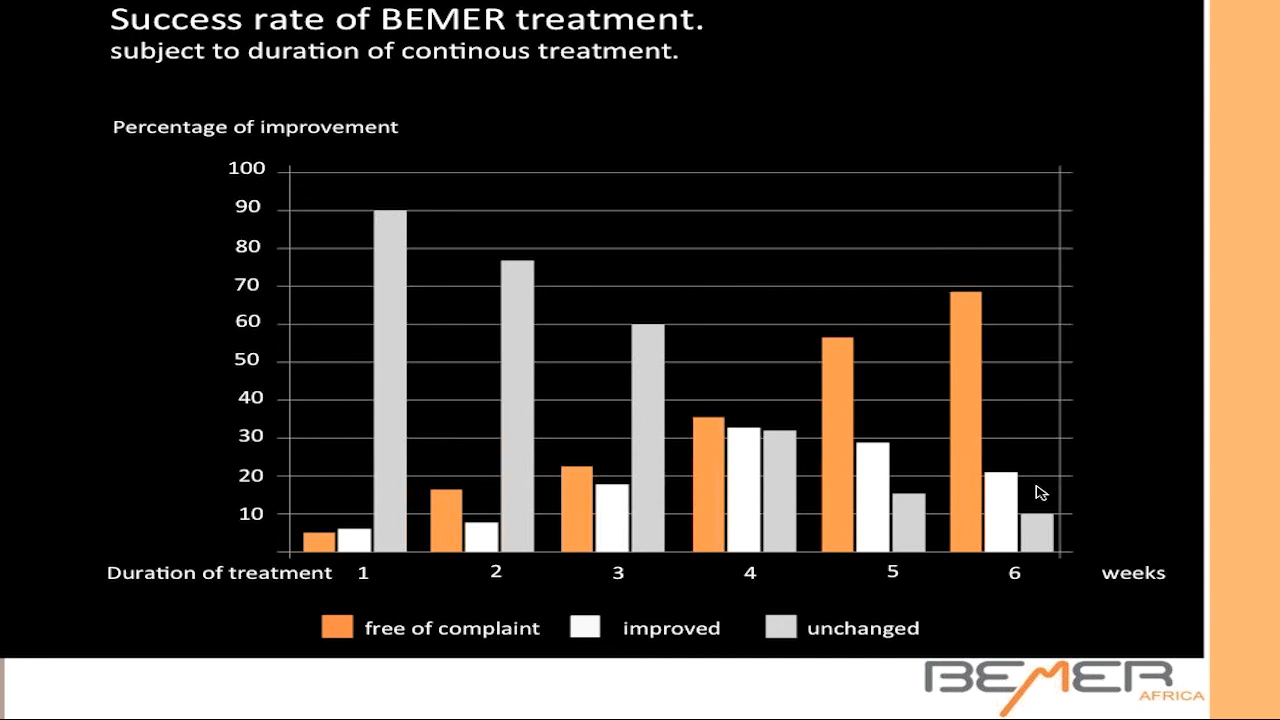 Success rate of BEMER treatment.
subject to duration of continous treatment.
Percentage of improvement
100
90
80
70
60
50
40
30
20
10
Duration of treatment 1 2 3 4 5 6 weeks
free of complaint improved unchanged
BEMER
AFRICA